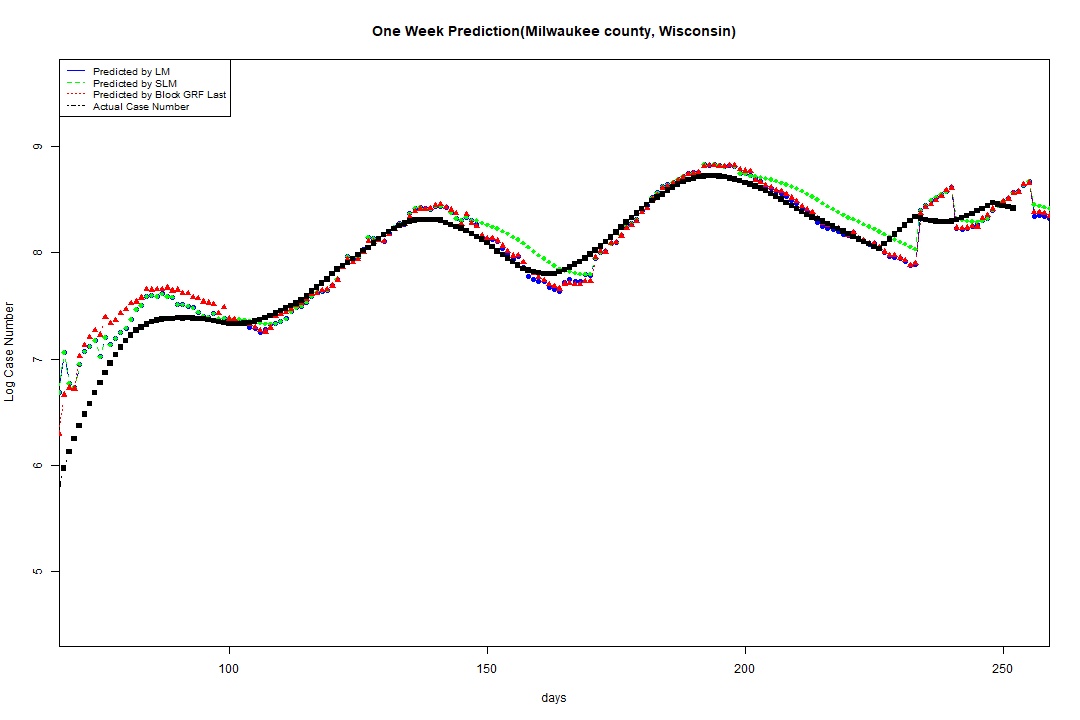 One Week Prediction(Milwaukee county, Wisconsin)
Predicted by LM
Predicted by SLM
Predicted by Block GRF Last
Actual Case Number
9
8
7
6
5
Log Case Number
100 150 200 250
days